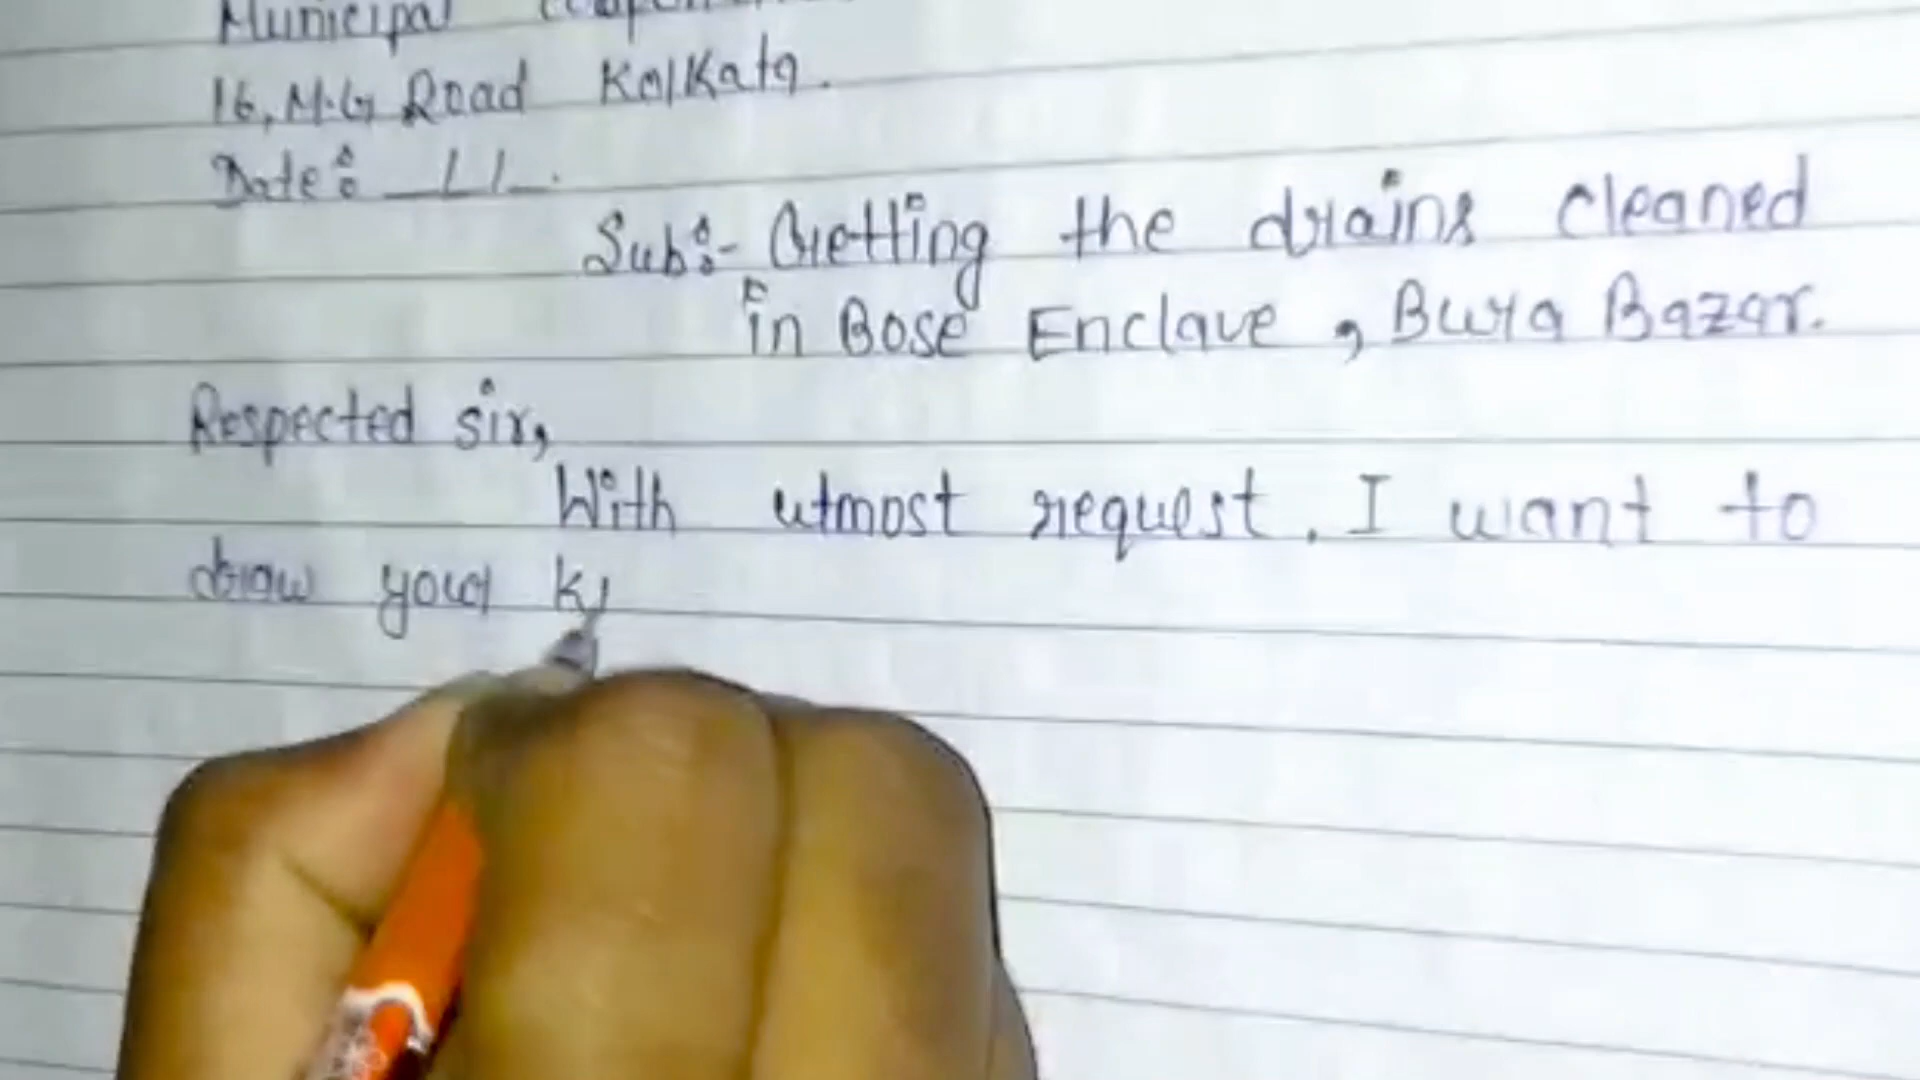 Municipal
16, M.G Road Kolkata.
Date: __/ /__.
Sub:- Getting the drains cleaned
in Bose Enclave, Bura Bazar.
Respected sir,
With utmost request. I want to
draw your k